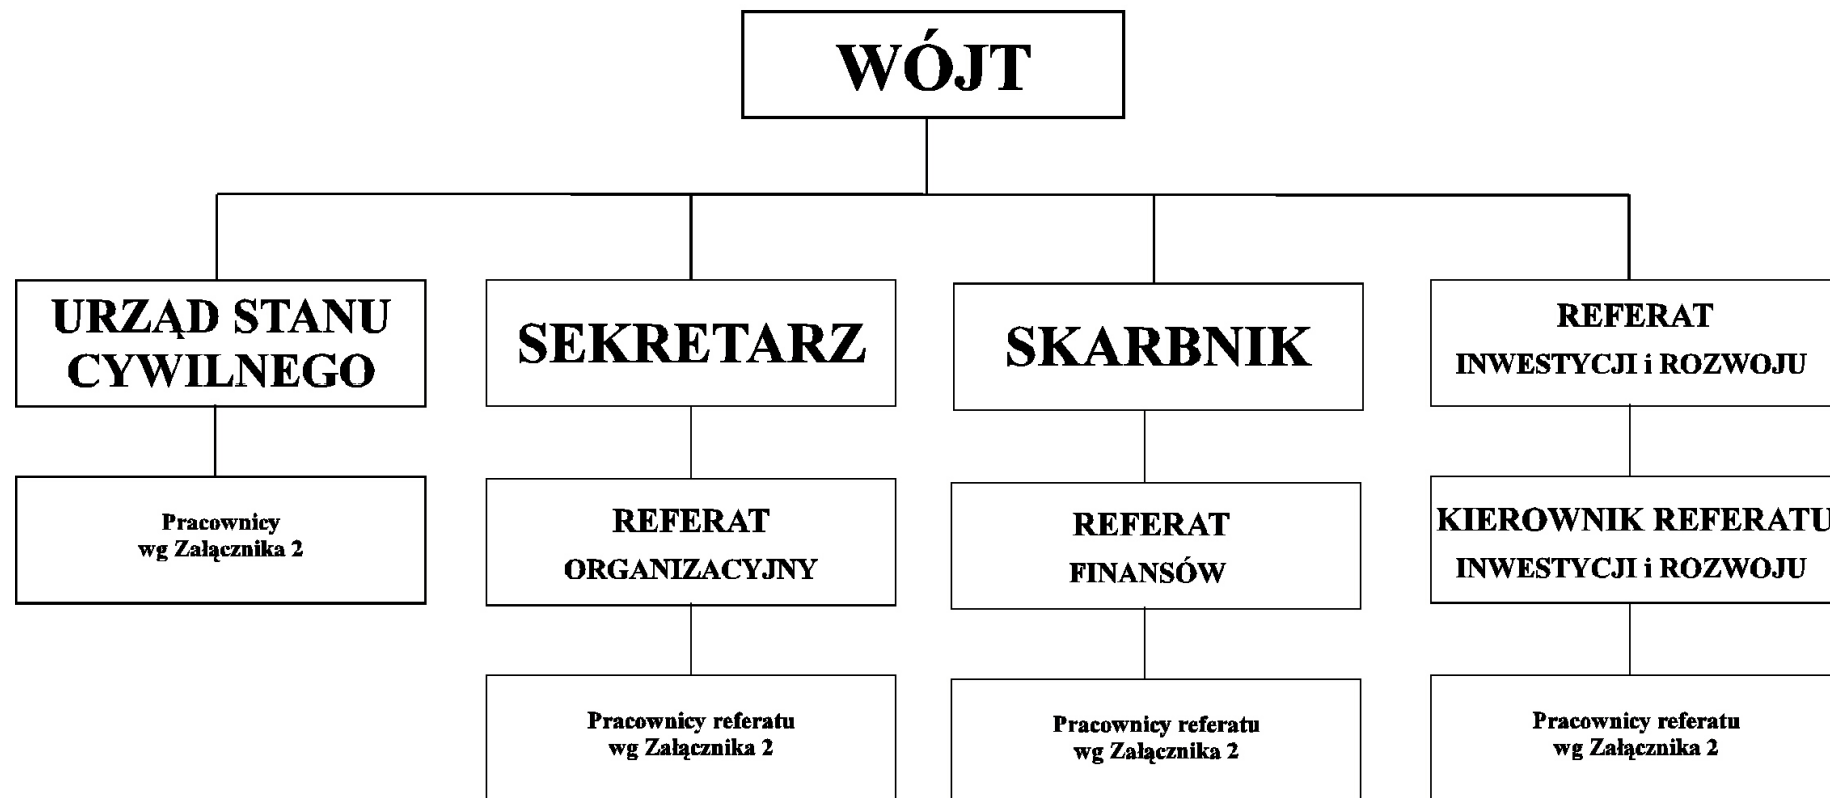 WÓJT
URZĄD STANU
CYWILNEGO
SEKRETARZ
SKARBNIK
REFERAT
INWESTYCJI i ROZWOJU
Pracownicy
wg Załącznika 2
REFERAT
ORGANIZACYJNY
REFERAT
FINANSÓW
KIEROWNIK REFERATU
INWESTYCJI i ROZWOJU
Pracownicy referatu
wg Załącznika 2
Pracownicy referatu
wg Załącznika 2
Pracownicy referatu
wg Załącznika 2